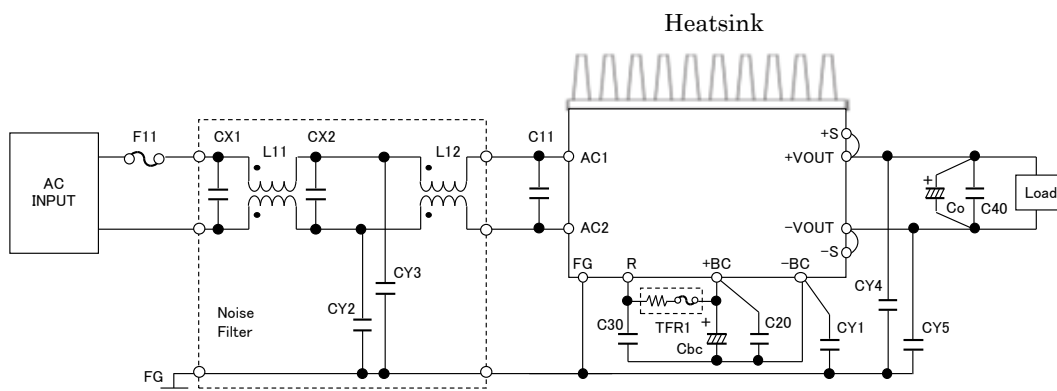 Heatsink
F11
CX1
L11
CX2
L12
C11
AC
INPUT
AC1
AC2
+S
+VOUT
-VOUT
-S
+
Co
C40
Load
FG
R
+BC
-BC
CY3
CY2
Noise
Filter
C30
TFR1
+
Cbc
C20
CY1
CY4
CY5
FG